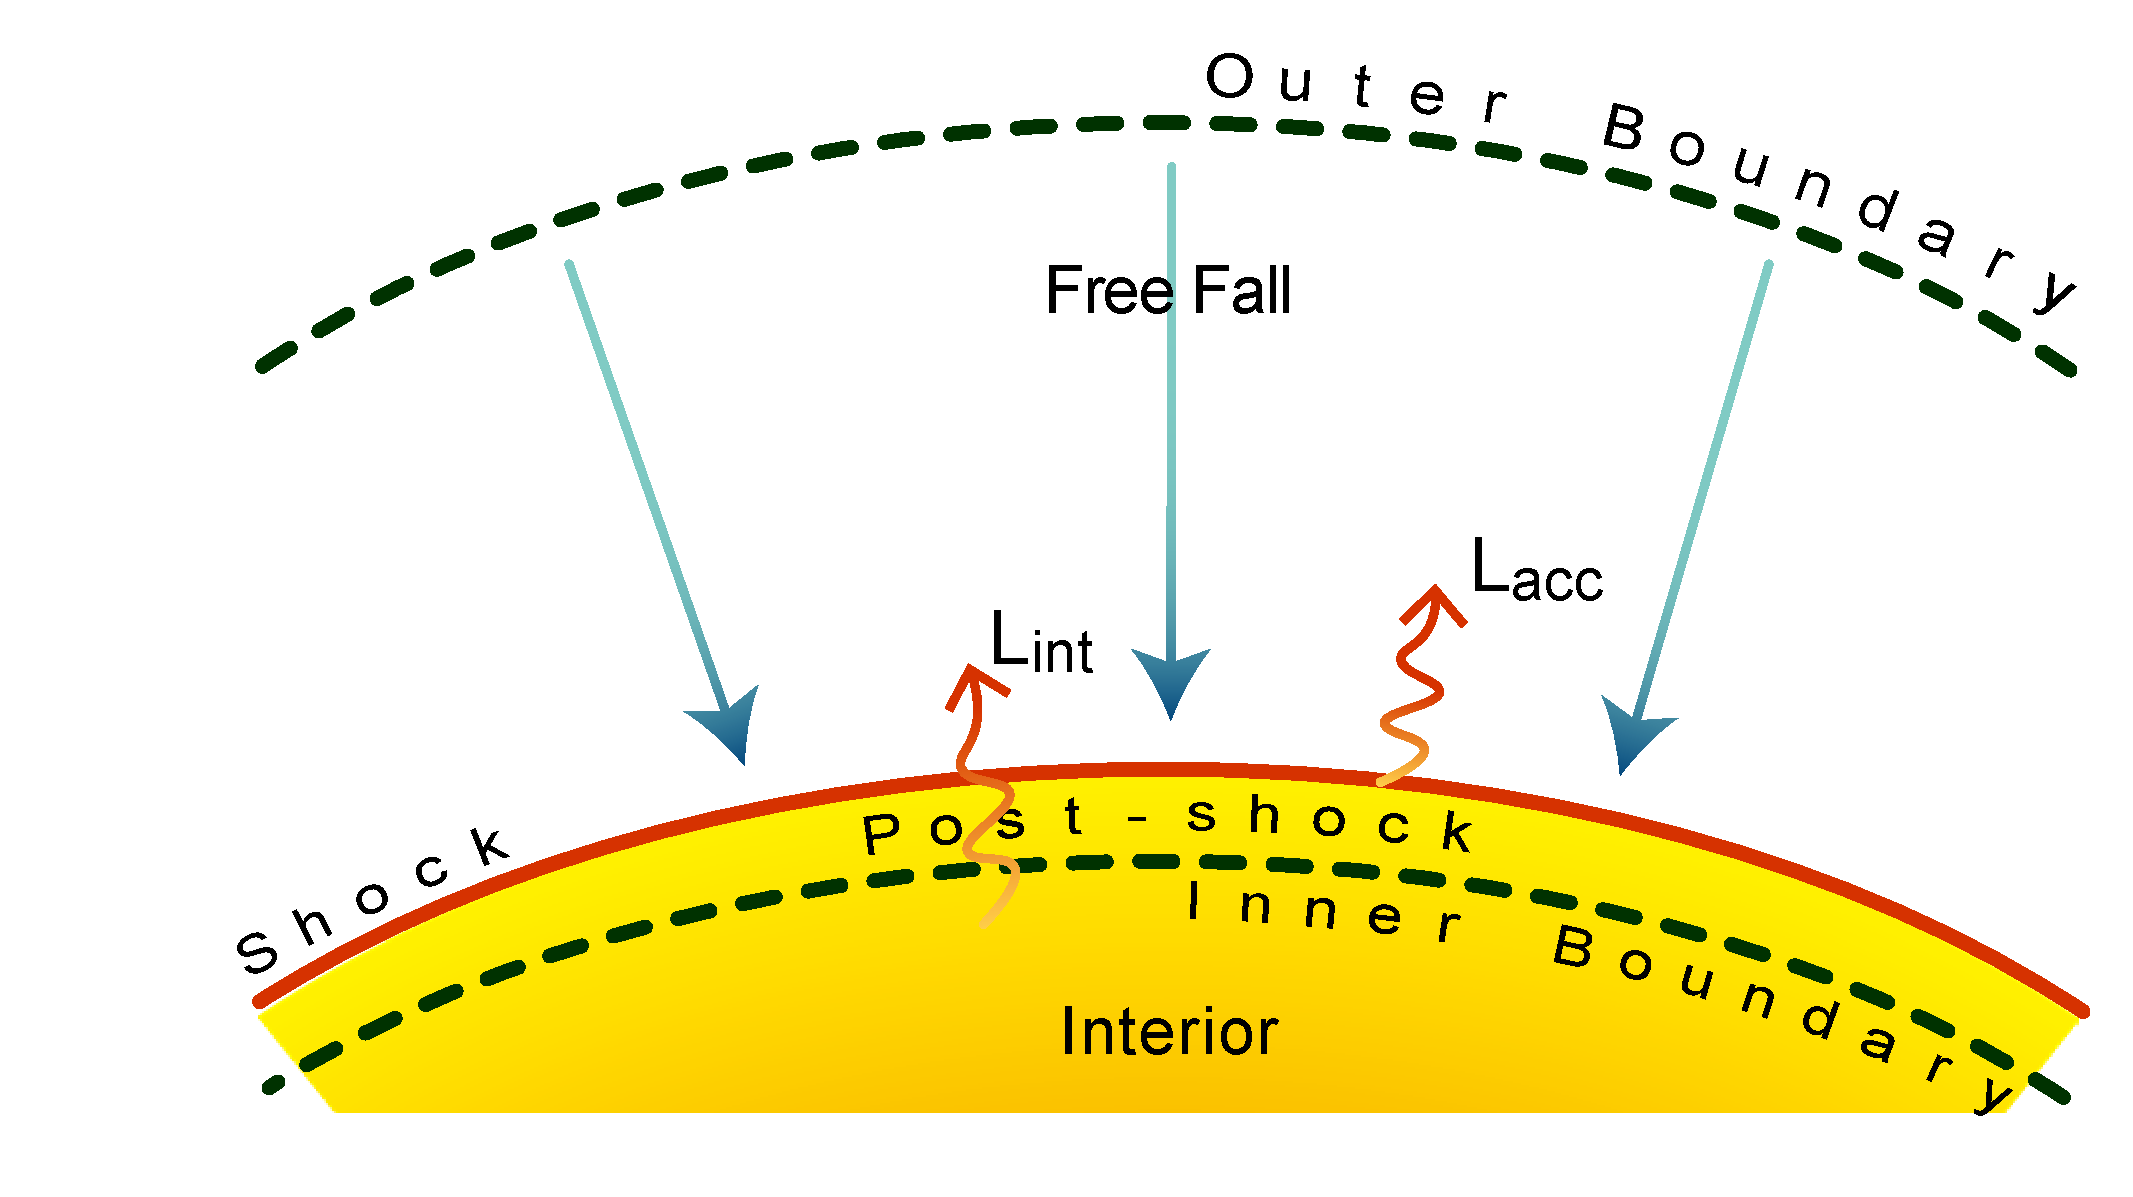 Outer Boundary
Free Fall
Lacc
Lint
Shock
Post-shock
Inner Boundary
Interior